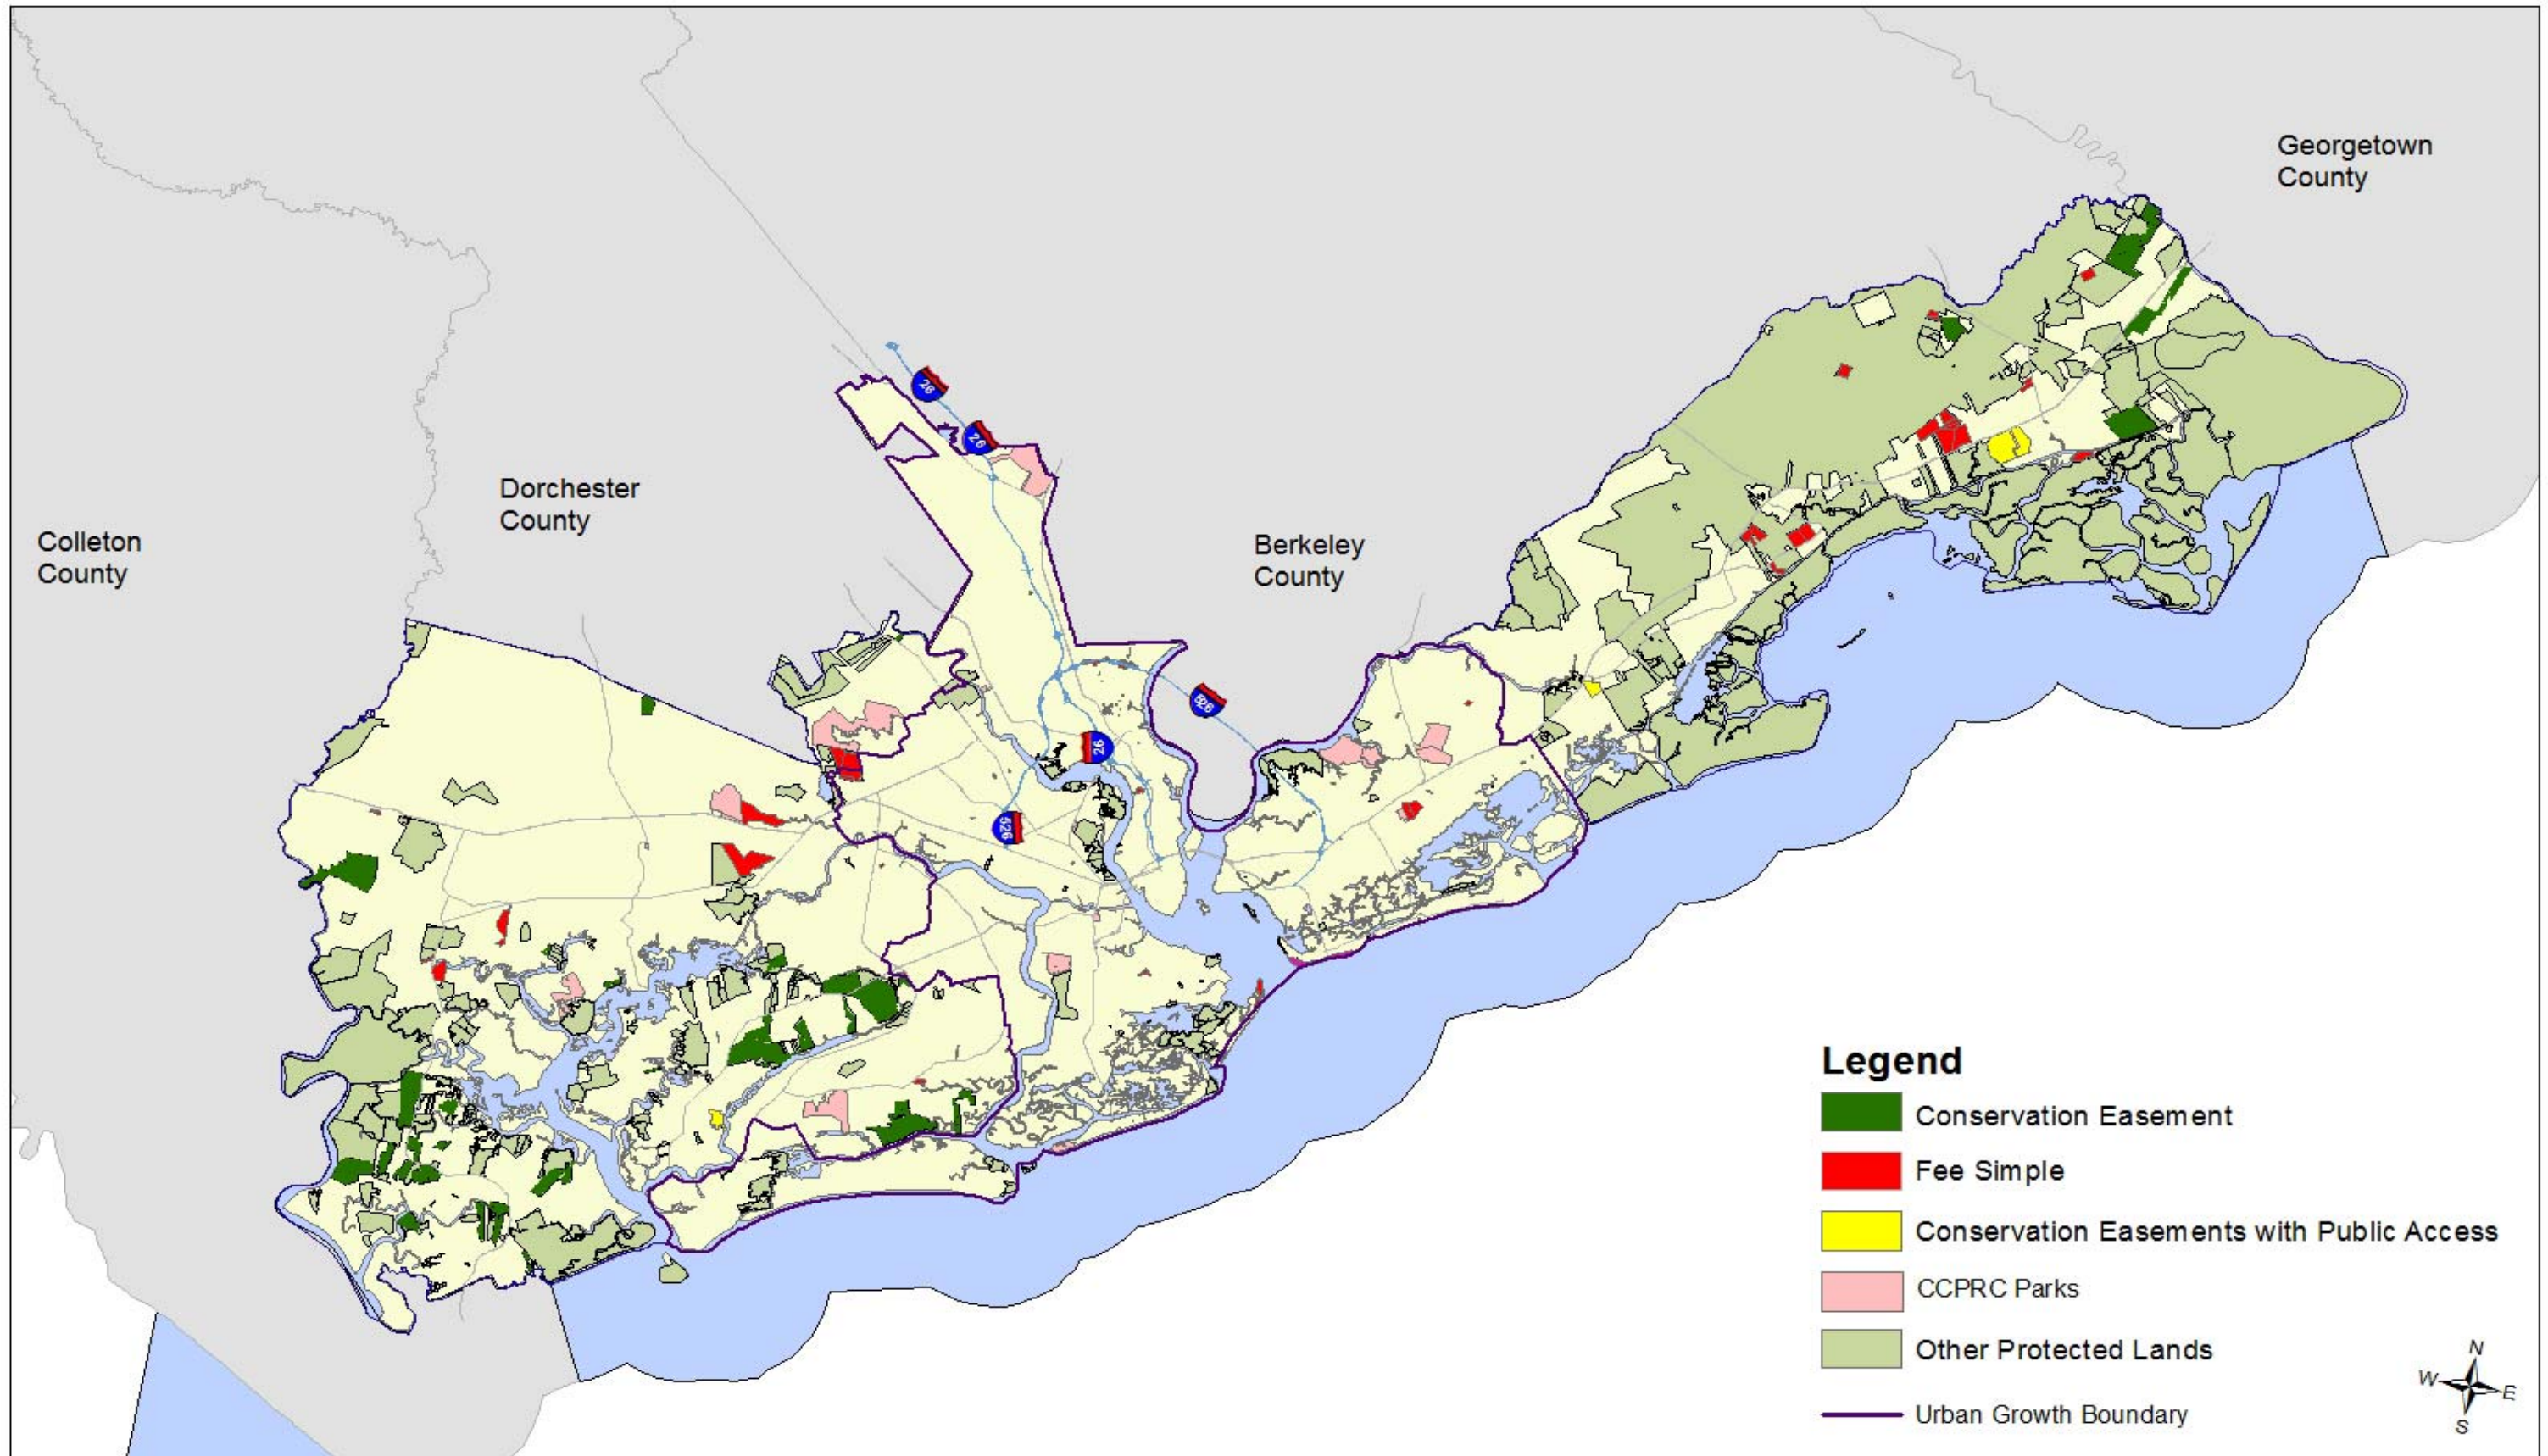 Georgetown
County
26
26
Dorchester
County
Colleton
County
Berkeley
County
526
26
526
Legend
Conservation Easement
Fee Simple
Conservation Easements with Public Access
CCPRC Parks
Other Protected Lands
Urban Growth Boundary
N
W
E
S